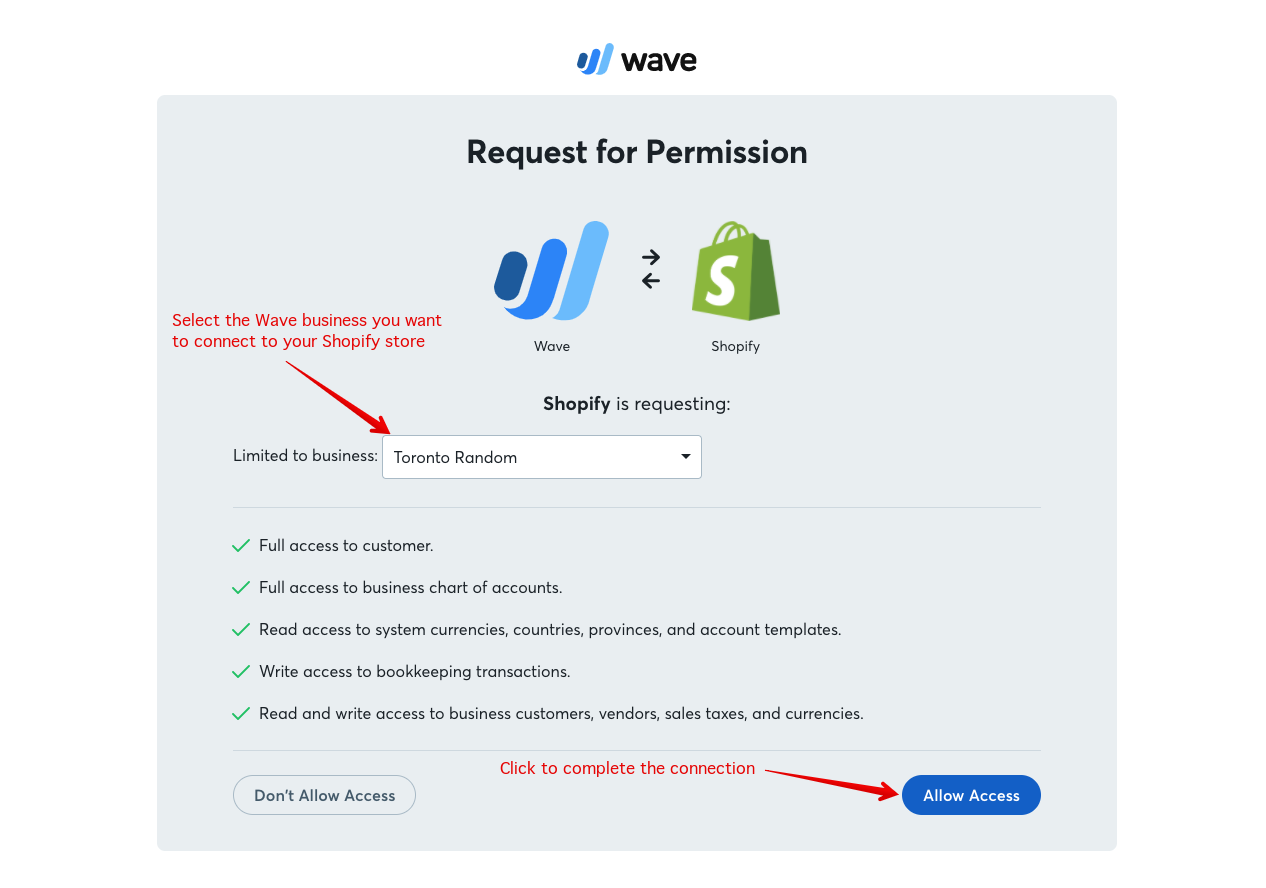 wave
Request for Permission
Wave
Shopify
Select the Wave business you want
to connect to your Shopify store
Shopify is requesting:
Limited to business: Toronto Random
Full access to customer.
Full access to business chart of accounts.
Read access to system currencies, countries, provinces, and account templates.
Write access to bookkeeping transactions.
Read and write access to business customers, vendors, sales taxes, and currencies.
Click to complete the connection
Don't Allow Access
Allow Access